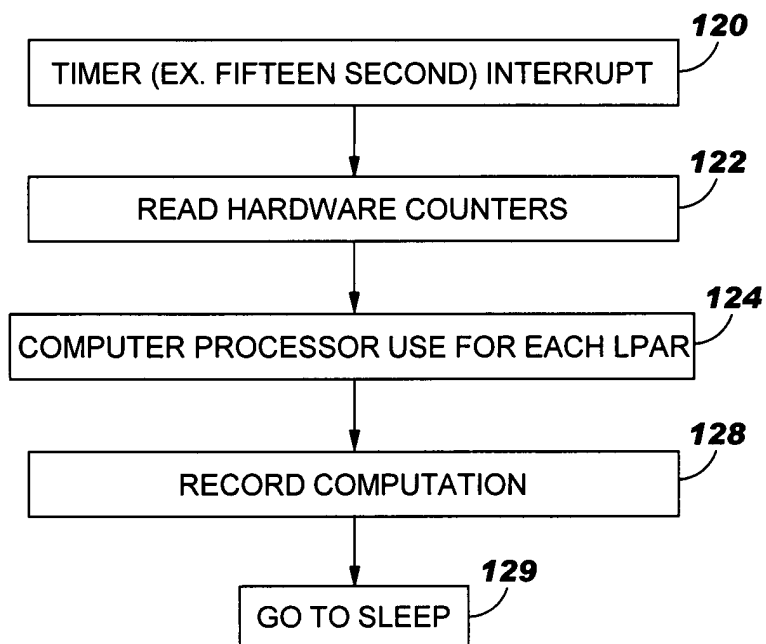 120
TIMER (EX. FIFTEEN SECOND) INTERRUPT
122
READ HARDWARE COUNTERS
124
COMPUTER PROCESSOR USE FOR EACH LPAR
128
RECORD COMPUTATION
129
GO TO SLEEP